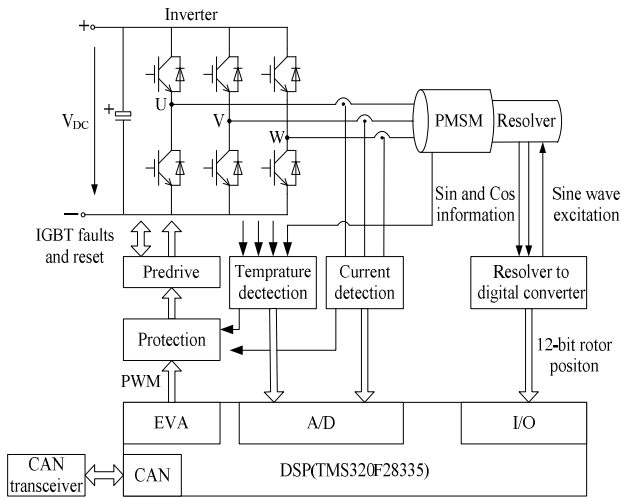 Inverter
+
+
V_DC
U
V
W
PMSM
Resolver
−
IGBT faults
and reset
Sin and Cos
information
Sine wave
excitation
Predrive
Temprature
dectection
Current
detection
Resolver to
digital converter
Protection
12-bit rotor
positon
PWM
EVA
A/D
I/O
CAN
transceiver
CAN
DSP(TMS320F28335)